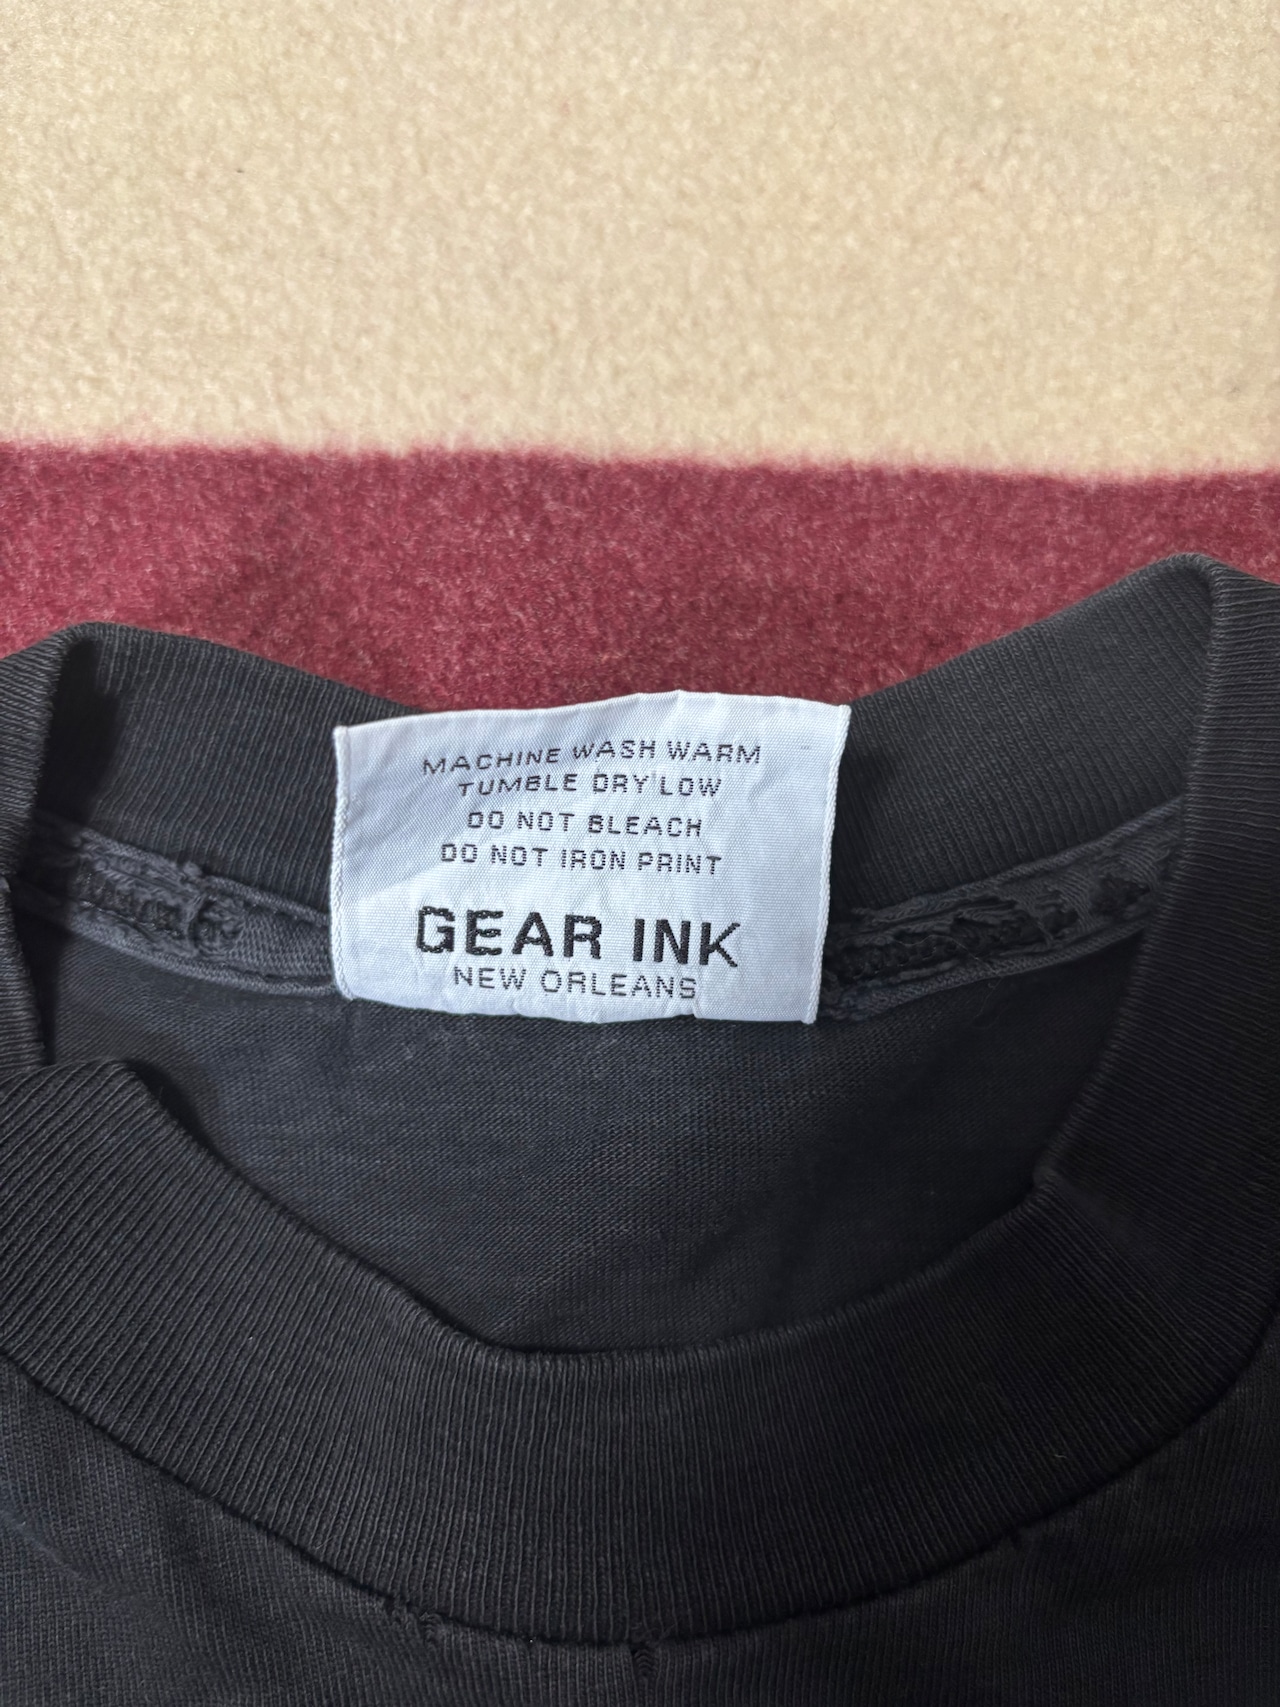 MACHINE WASH WARM
TUMBLE DRY LOW
DO NOT BLEACH
DO NOT IRON PRINT
GEAR INK
NEW ORLEANS